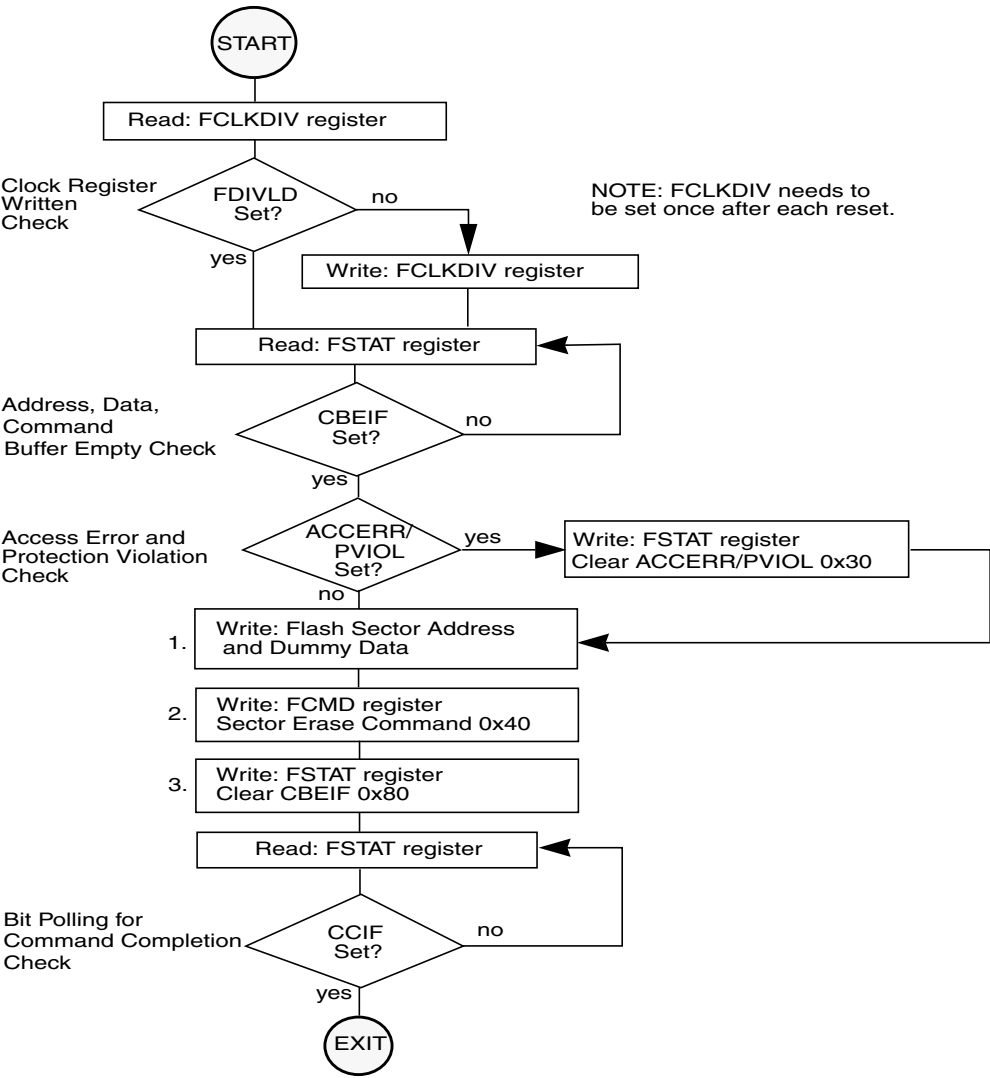 START
Read: FCLKDIV register
Clock Register
Written
Check
FDIVLD
Set?
no
NOTE: FCLKDIV needs to
be set once after each reset.
yes
Write: FCLKDIV register
Read: FSTAT register
Address, Data,
Command
Buffer Empty Check
CBEIF
Set?
no
yes
Access Error and
Protection Violation
Check
ACCERR/
PVIOL
Set?
yes
Write: FSTAT register
Clear ACCERR/PVIOL 0x30
no
1.
Write: Flash Sector Address
and Dummy Data
2.
Write: FCMD register
Sector Erase Command 0x40
3.
Write: FSTAT register
Clear CBEIF 0x80
Read: FSTAT register
Bit Polling for
Command Completion
Check
CCIF
Set?
no
yes
EXIT